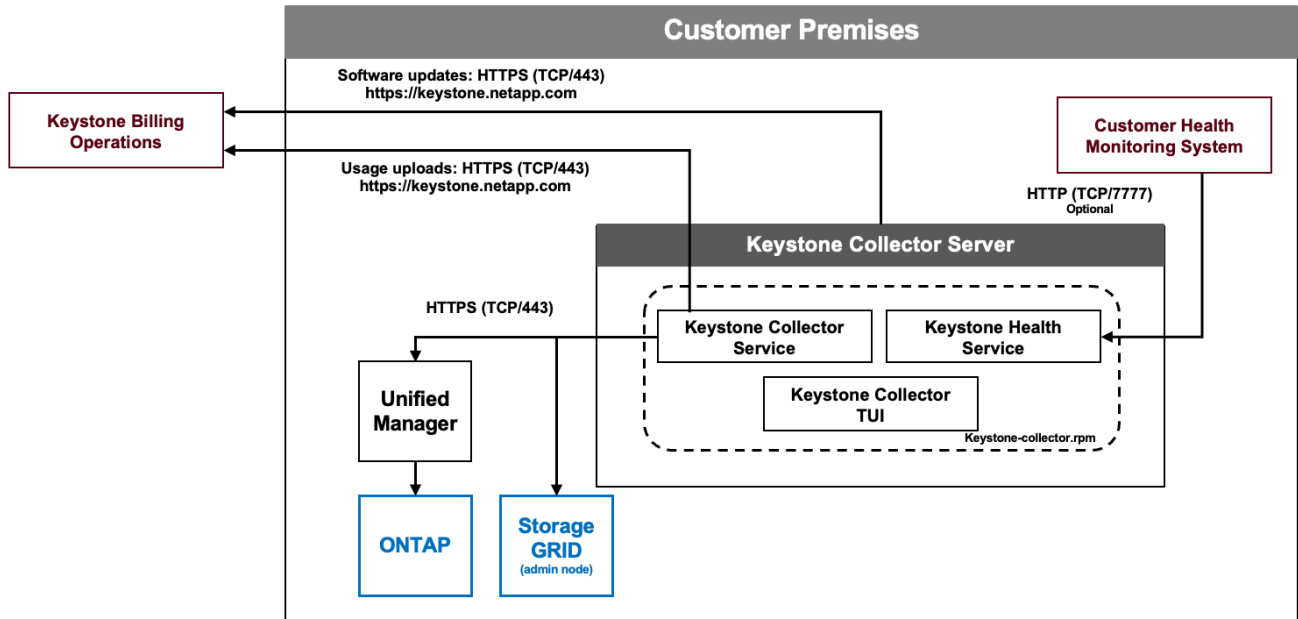 Customer Premises
Software updates: HTTPS (TCP/443)
https://keystone.netapp.com
Keystone Billing
Operations
Customer Health
Monitoring System
Usage uploads: HTTPS (TCP/443)
https://keystone.netapp.com
HTTP (TCP/7777)
Optional
Keystone Collector Server
HTTPS (TCP/443)
Keystone Collector
Service
Keystone Health
Service
Unified
Manager
Keystone Collector
TUI
Keystone-collector.rpm
ONTAP
Storage
GRID
(admin node)